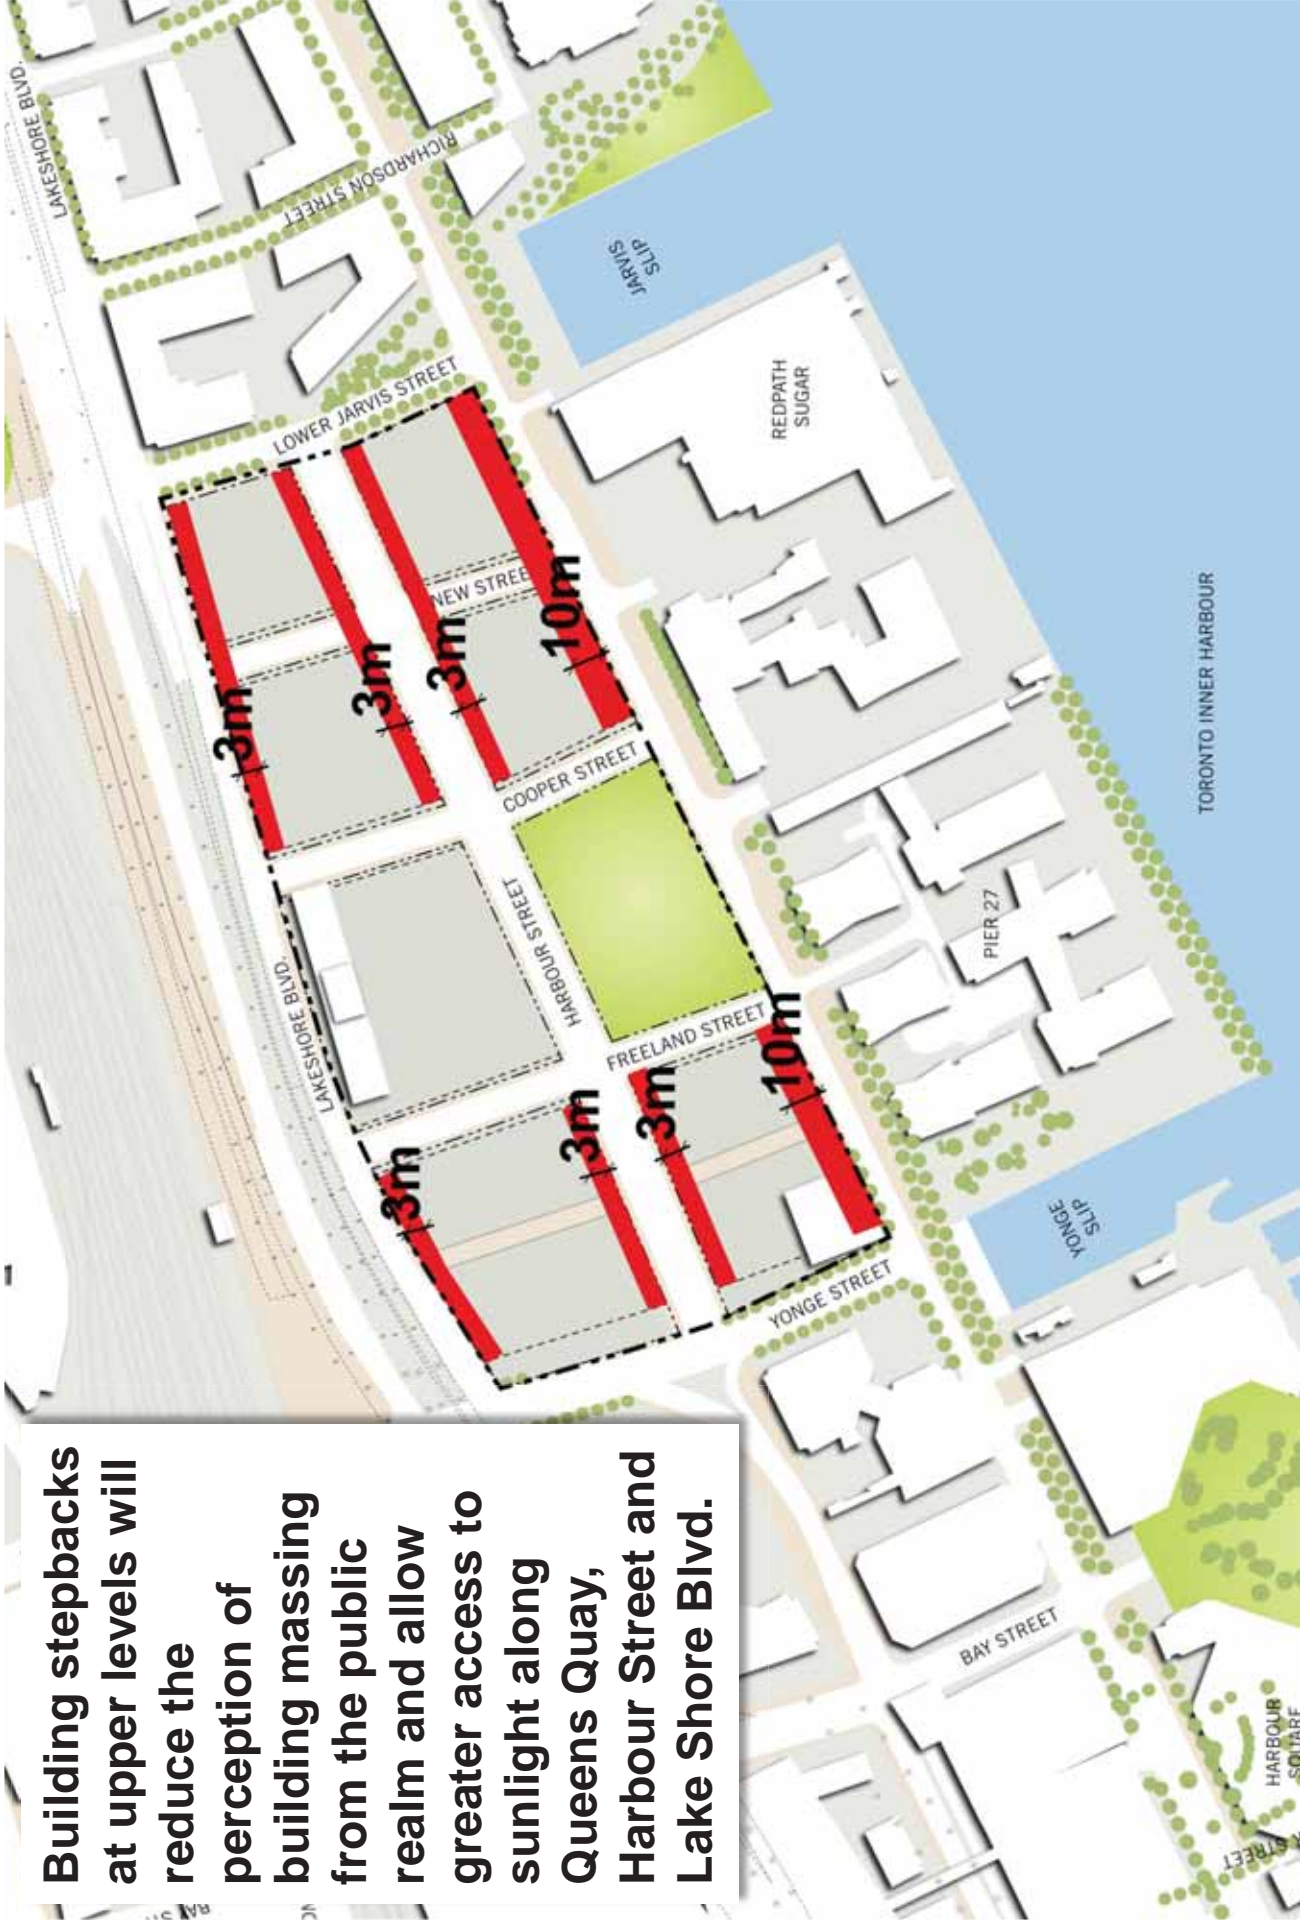 Building stepbacks
at upper levels will
reduce the
perception of
building massing
from the public
realm and allow
greater access to
sunlight along
Queens Quay,
Harbour Street and
Lake Shore Blvd.
LAKESHORE BLVD.
RICHARDSON STREET
LOWER JARVIS STREET
JARVIS
SLIP
REDPATH
SUGAR
NEW STREE
3m
3m
3m
10m
COOPER STREET
HARBOUR STREET
LAKESHORE BLVD.
FREELAND STREET
3m
3m
3m
10m
PIER 27
TORONTO INNER HARBOUR
YONGE STREET
YONGE
SLIP
BAY STREET
HARBOUR
SQUARE
STREET